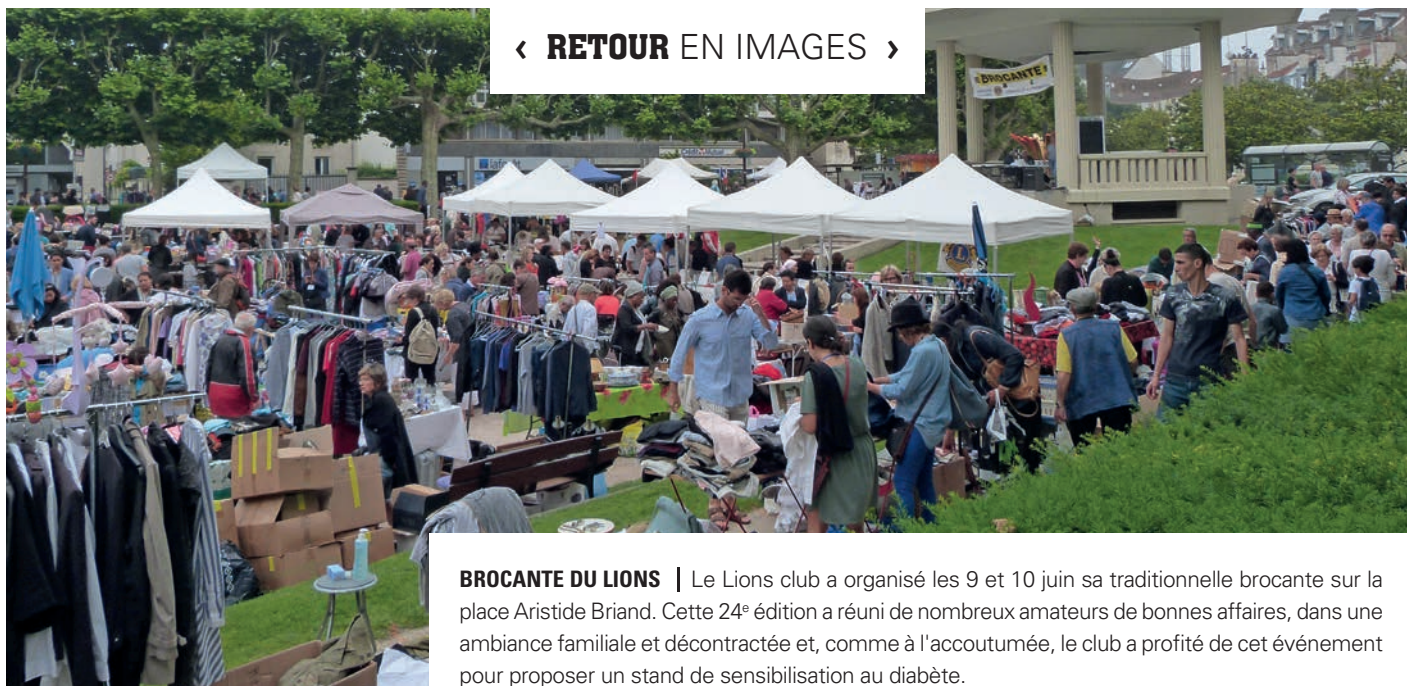 ‹ RETOUR EN IMAGES ›
BROCANTE
Crédit Mutuel
laforêt
BROCANTE DU LIONS | Le Lions club a organisé les 9 et 10 juin sa traditionnelle brocante sur la
place Aristide Briand. Cette 24e édition a réuni de nombreux amateurs de bonnes affaires, dans une
ambiance familiale et décontractée et, comme à l'accoutumée, le club a profité de cet événement
pour proposer un stand de sensibilisation au diabète.